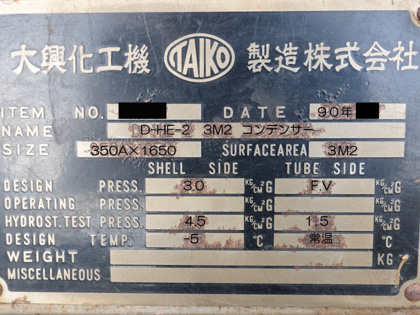 大興化工機 TAIKO 製造株式会社
ITEM NO. DATE 90年
NAME D-HE-2 3M2 コンデンサー
SIZE 350A×1650 SURFACEAREA 3M2
SHELL SIDE TUBE SIDE
DESIGN PRESS. 3.0 KG/CM²G F.V KG/CM²G
OPERATING. PRESS. KG/CM²G KG/CM²G
HYDROST.TEST PRESS 4.5 KG/CM²G 1.5 KG/CM²G
DESIGN TEMP. -5 °C 常温 °C
WEIGHT KG
MISCELLANEOUS